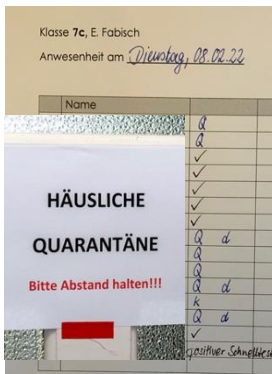 Klasse 7c, E. Fabisch
Anwesenheit am Dienstag, 08.02.22
Name
Q
Q
✓
✓
✓
✓
✓
Q d
Q
Q
Q d
k
Q d
✓
positiver Schnelltest
HÄUSLICHE
QUARANTÄNE
Bitte Abstand halten!!!